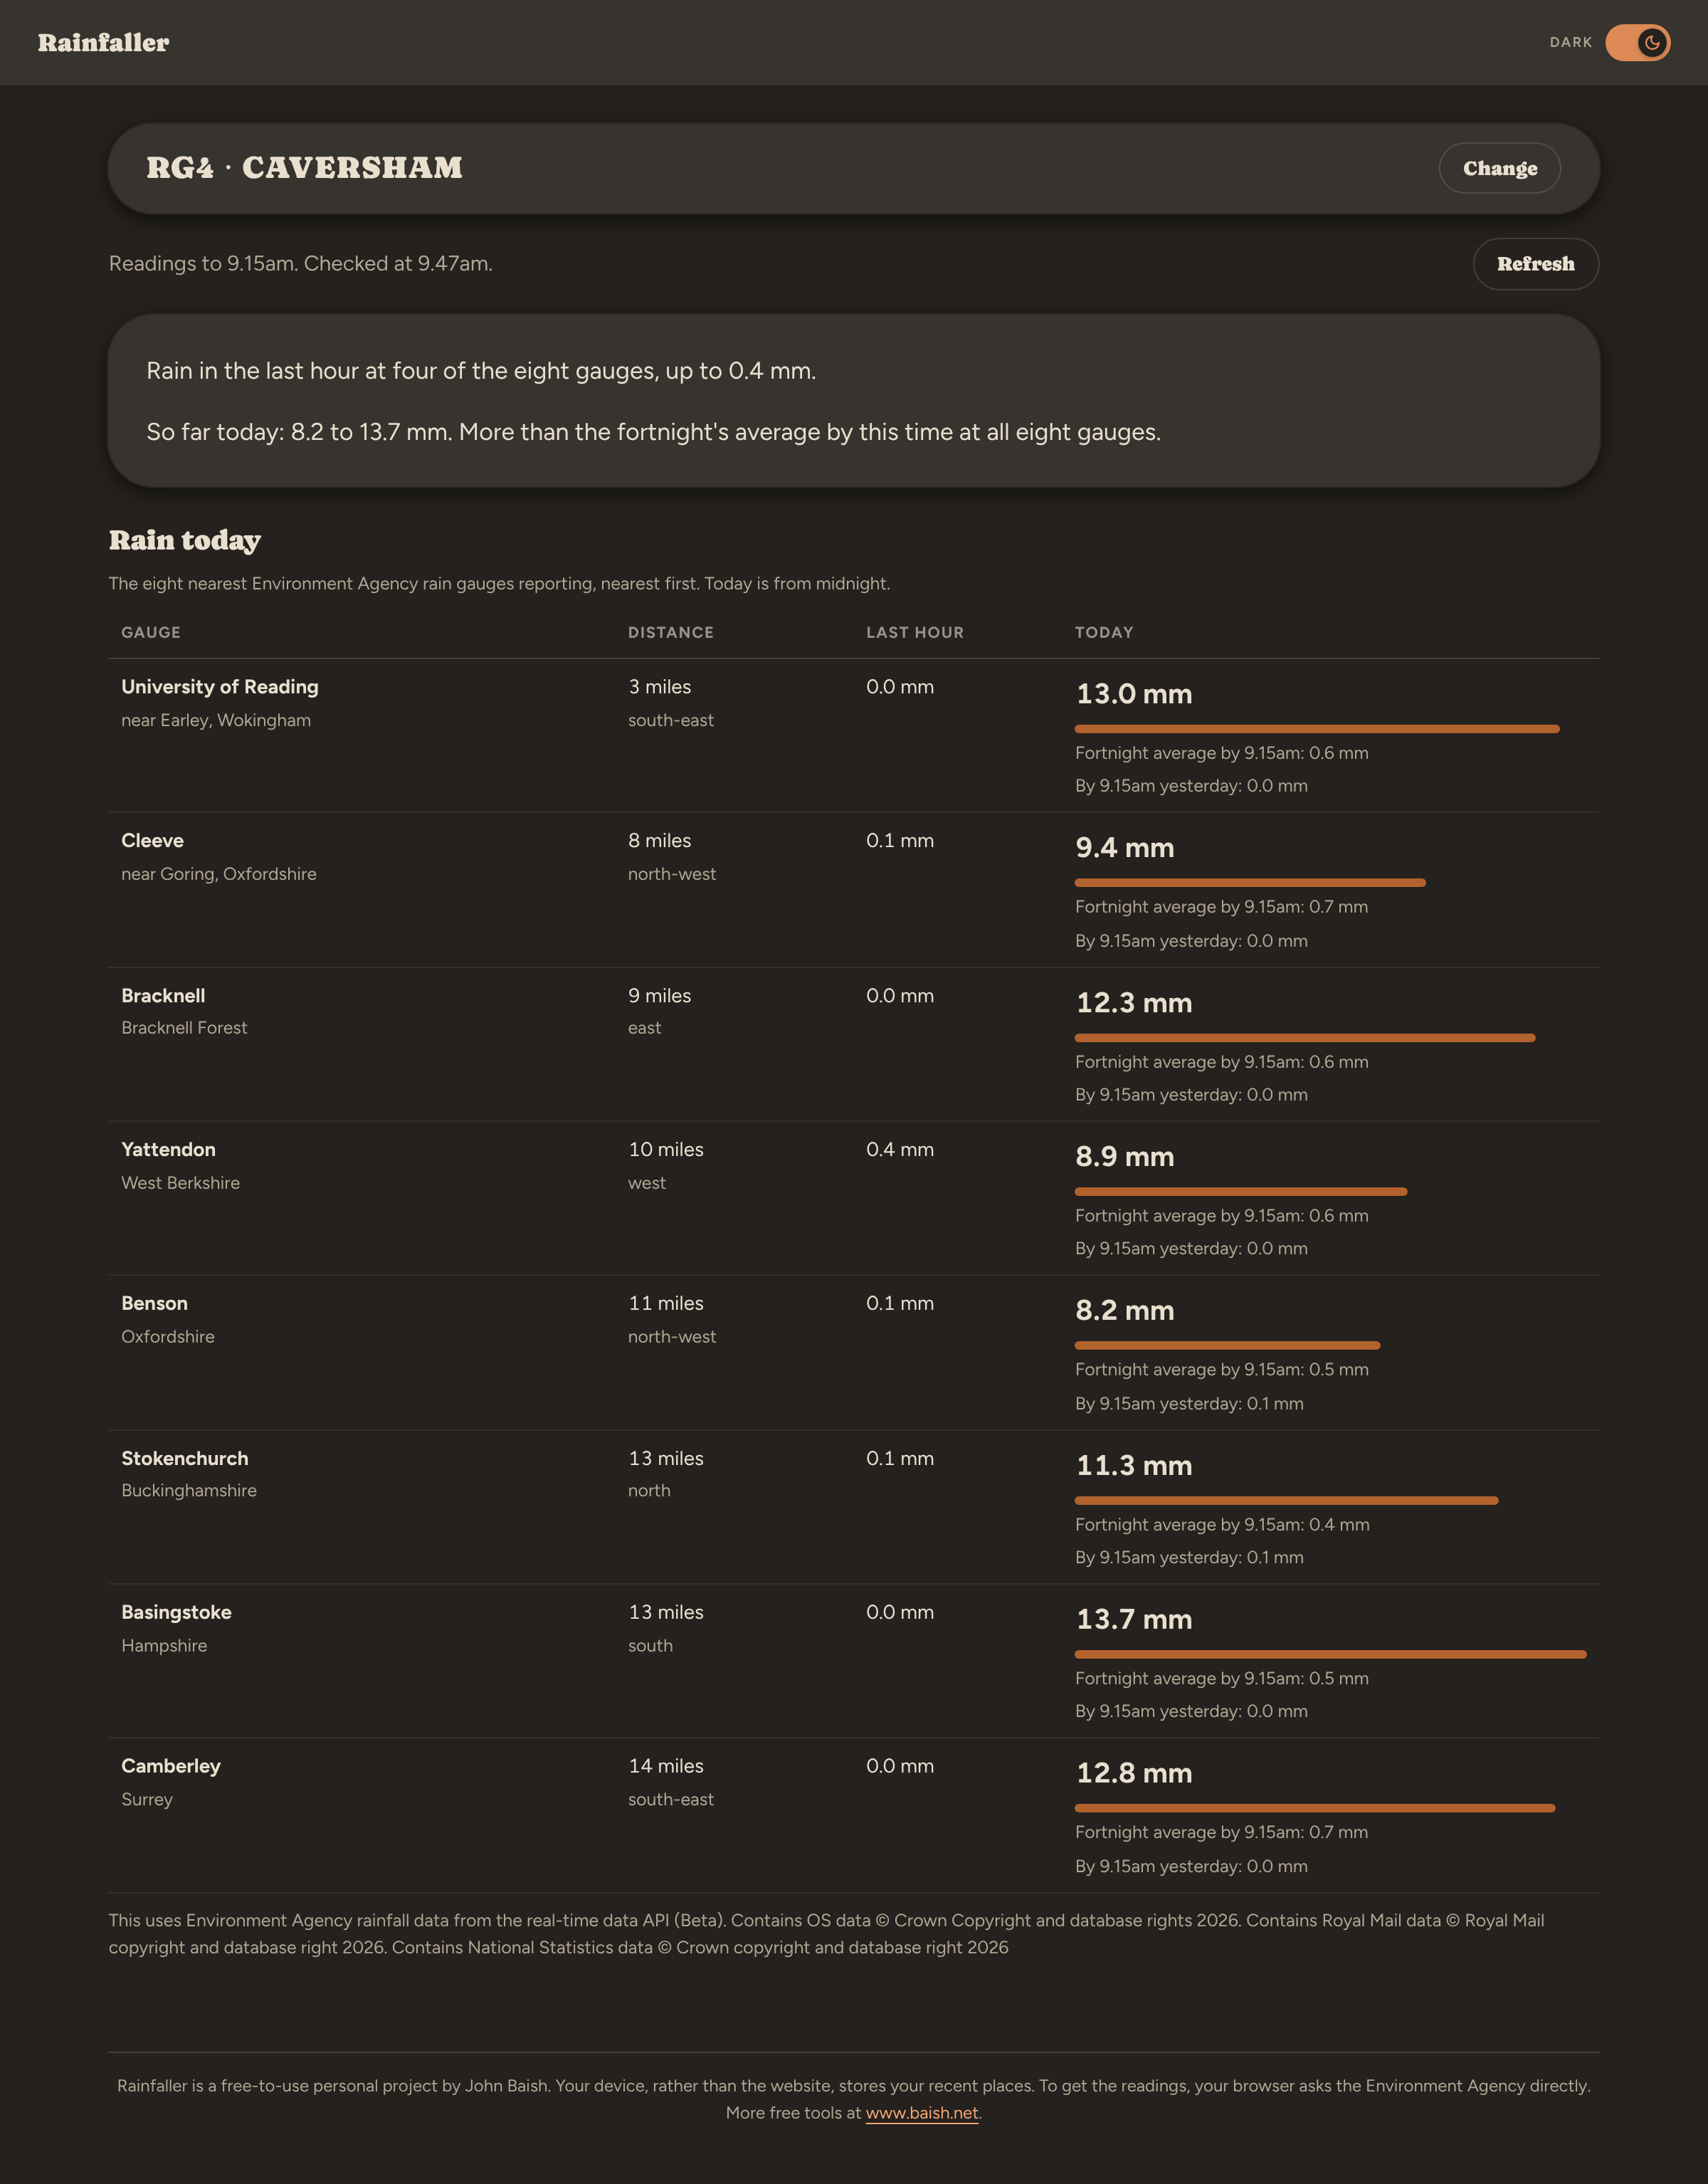 Rainfaller
DARK
RG4 · CAVERSHAM
Change
Readings to 9.15am. Checked at 9.47am.
Refresh
Rain in the last hour at four of the eight gauges, up to 0.4 mm.
So far today: 8.2 to 13.7 mm. More than the fortnight's average by this time at all eight gauges.
Rain today
The eight nearest Environment Agency rain gauges reporting, nearest first. Today is from midnight.
GAUGE DISTANCE LAST HOUR TODAY
University of Reading 3 miles 0.0 mm 13.0 mm
near Earley, Wokingham south-east
Fortnight average by 9.15am: 0.6 mm
By 9.15am yesterday: 0.0 mm
Cleeve 8 miles 0.1 mm 9.4 mm
near Goring, Oxfordshire north-west
Fortnight average by 9.15am: 0.7 mm
By 9.15am yesterday: 0.0 mm
Bracknell 9 miles 0.0 mm 12.3 mm
Bracknell Forest east
Fortnight average by 9.15am: 0.6 mm
By 9.15am yesterday: 0.0 mm
Yattendon 10 miles 0.4 mm 8.9 mm
West Berkshire west
Fortnight average by 9.15am: 0.6 mm
By 9.15am yesterday: 0.0 mm
Benson 11 miles 0.1 mm 8.2 mm
Oxfordshire north-west
Fortnight average by 9.15am: 0.5 mm
By 9.15am yesterday: 0.1 mm
Stokenchurch 13 miles 0.1 mm 11.3 mm
Buckinghamshire north
Fortnight average by 9.15am: 0.4 mm
By 9.15am yesterday: 0.1 mm
Basingstoke 13 miles 0.0 mm 13.7 mm
Hampshire south
Fortnight average by 9.15am: 0.5 mm
By 9.15am yesterday: 0.0 mm
Camberley 14 miles 0.0 mm 12.8 mm
Surrey south-east
Fortnight average by 9.15am: 0.7 mm
By 9.15am yesterday: 0.0 mm
This uses Environment Agency rainfall data from the real-time data API (Beta). Contains OS data © Crown Copyright and database rights 2026. Contains Royal Mail data © Royal Mail
copyright and database right 2026. Contains National Statistics data © Crown copyright and database right 2026
Rainfaller is a free-to-use personal project by John Baish. Your device, rather than the website, stores your recent places. To get the readings, your browser asks the Environment Agency directly.
More free tools at www.baish.net.